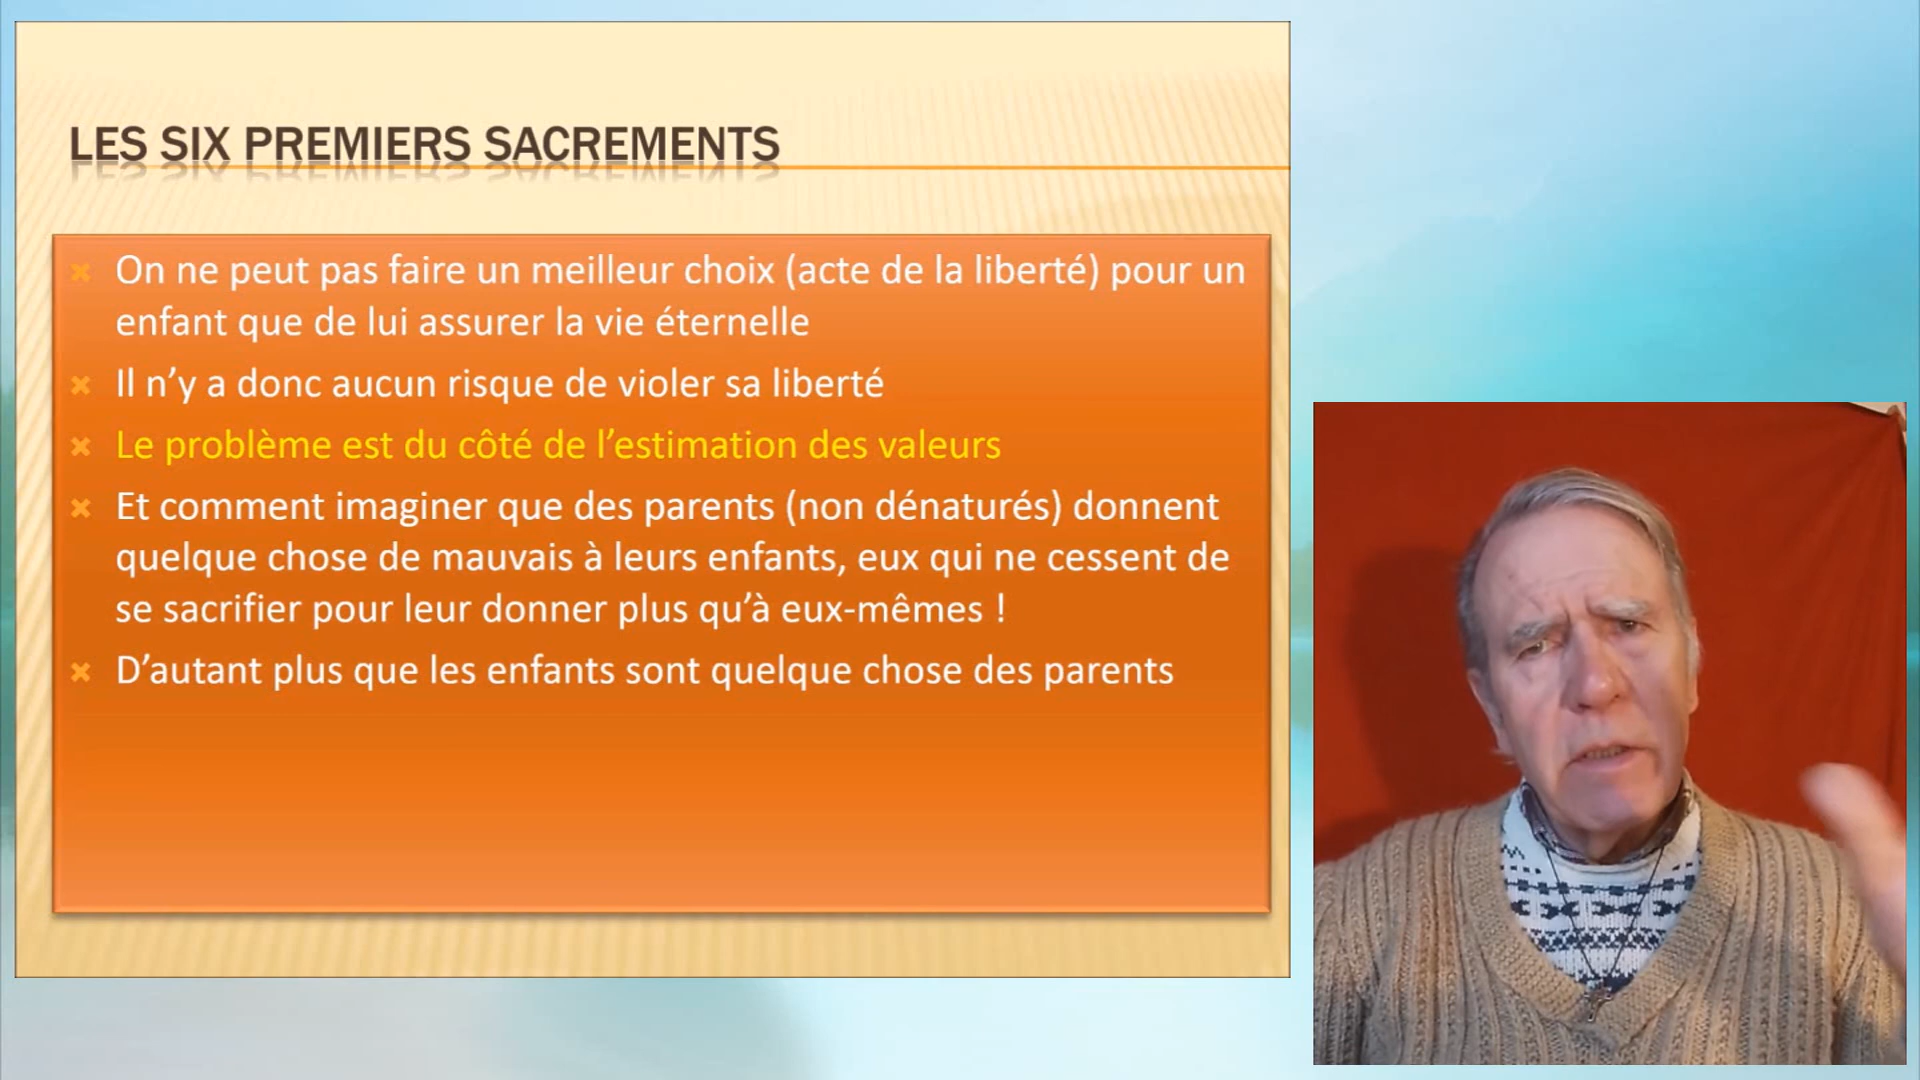 LES SIX PREMIERS SACREMENTS
On ne peut pas faire un meilleur choix (acte de la liberté) pour un
enfant que de lui assurer la vie éternelle
Il n’y a donc aucun risque de violer sa liberté
Le problème est du côté de l’estimation des valeurs
Et comment imaginer que des parents (non dénaturés) donnent
quelque chose de mauvais à leurs enfants, eux qui ne cessent de
se sacrifier pour leur donner plus qu’à eux-mêmes !
D’autant plus que les enfants sont quelque chose des parents